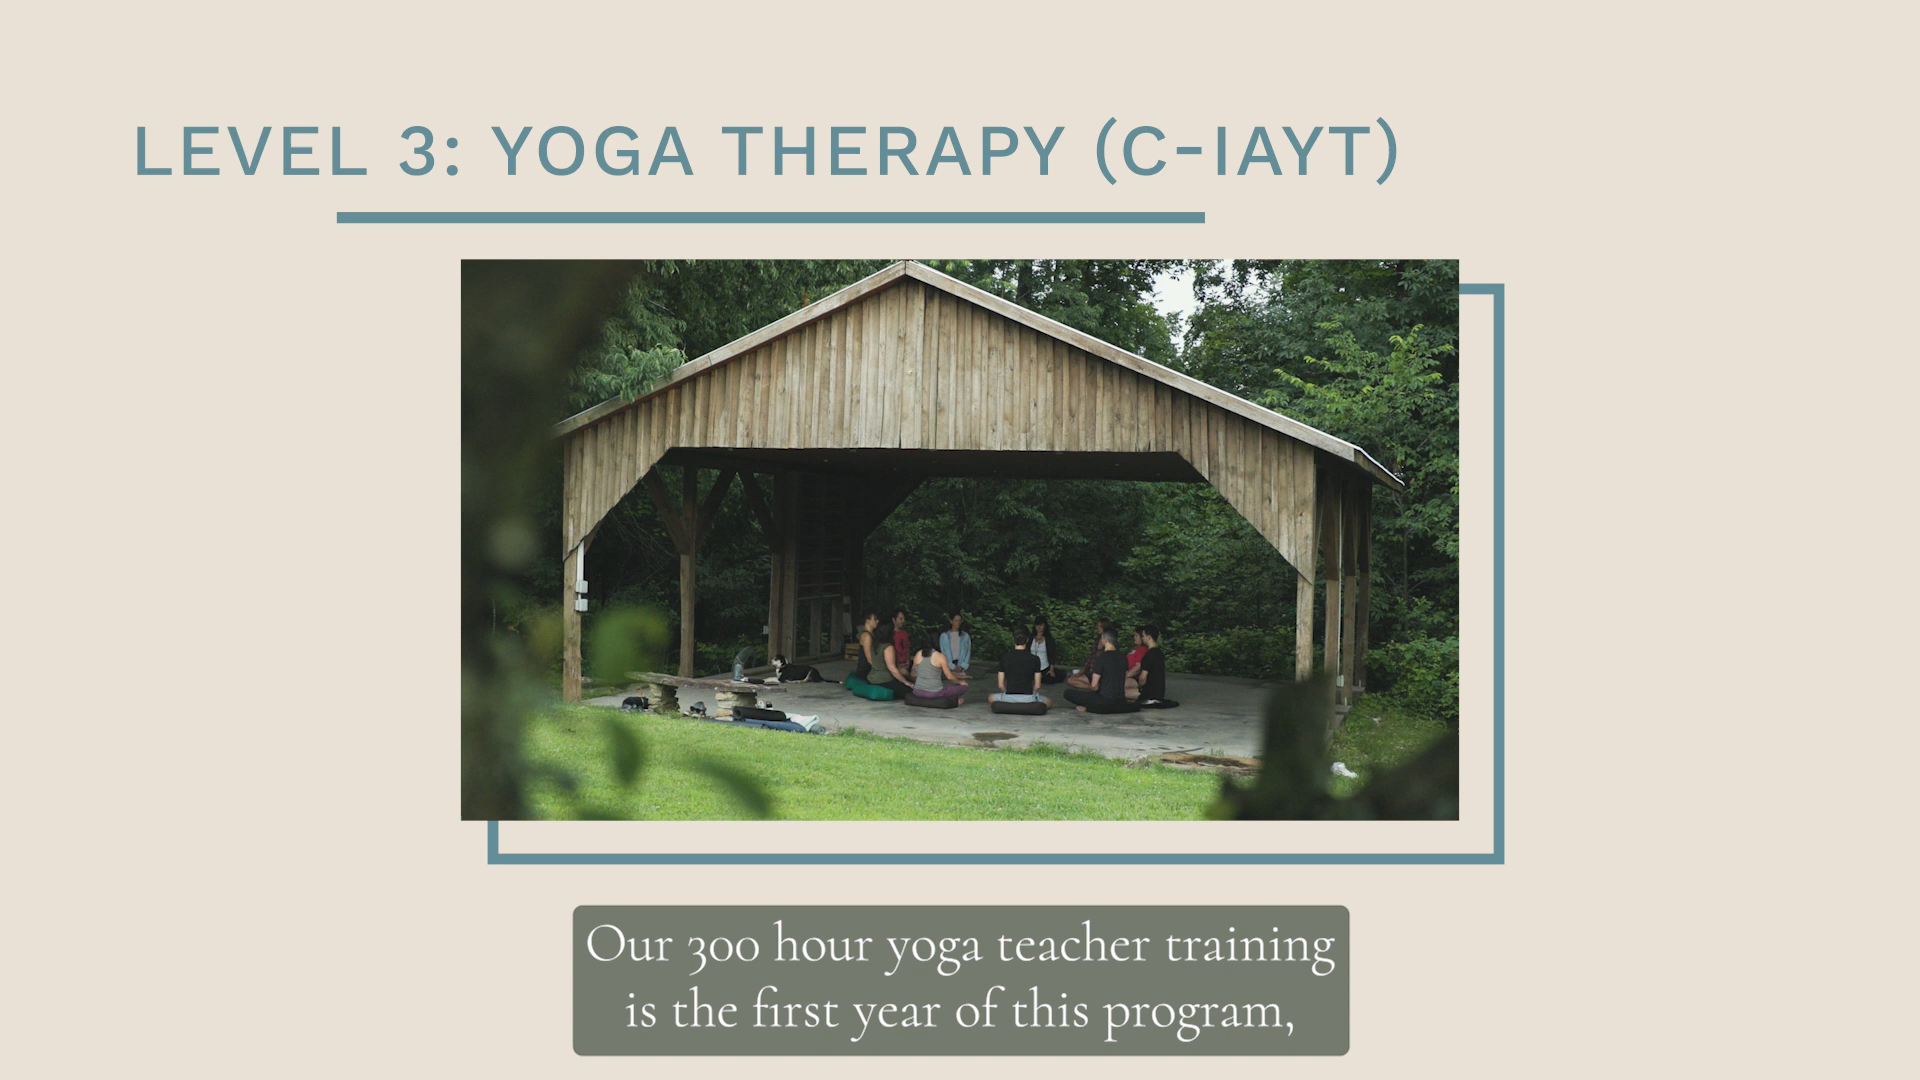 LEVEL 3: YOGA THERAPY (C-IAYT)
Our 300 hour yoga teacher training
is the first year of this program,